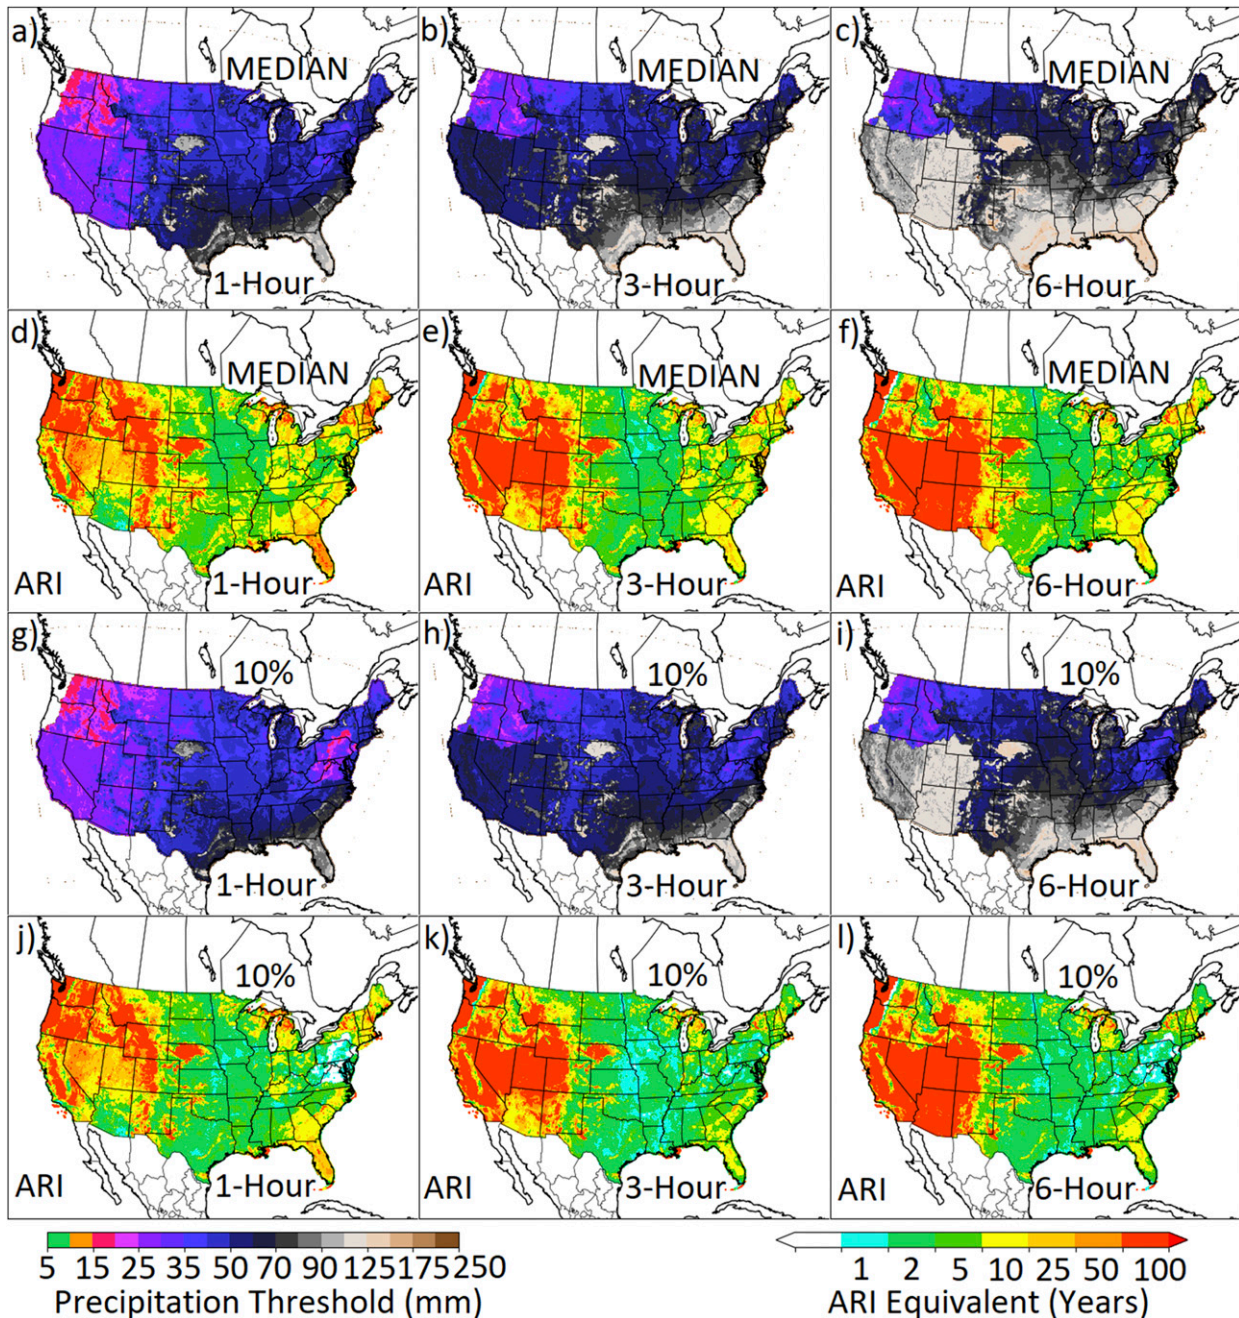 a) MEDIAN 1-Hour
b) MEDIAN 3-Hour
c) MEDIAN 6-Hour
d) MEDIAN ARI 1-Hour
e) MEDIAN ARI 3-Hour
f) MEDIAN ARI 6-Hour
g) 10% 1-Hour
h) 10% 3-Hour
i) 10% 6-Hour
j) 10% ARI 1-Hour
k) 10% ARI 3-Hour
l) 10% ARI 6-Hour
5 15 25 35 50 70 90 125 175 250
Precipitation Threshold (mm)
1 2 5 10 25 50 100
ARI Equivalent (Years)